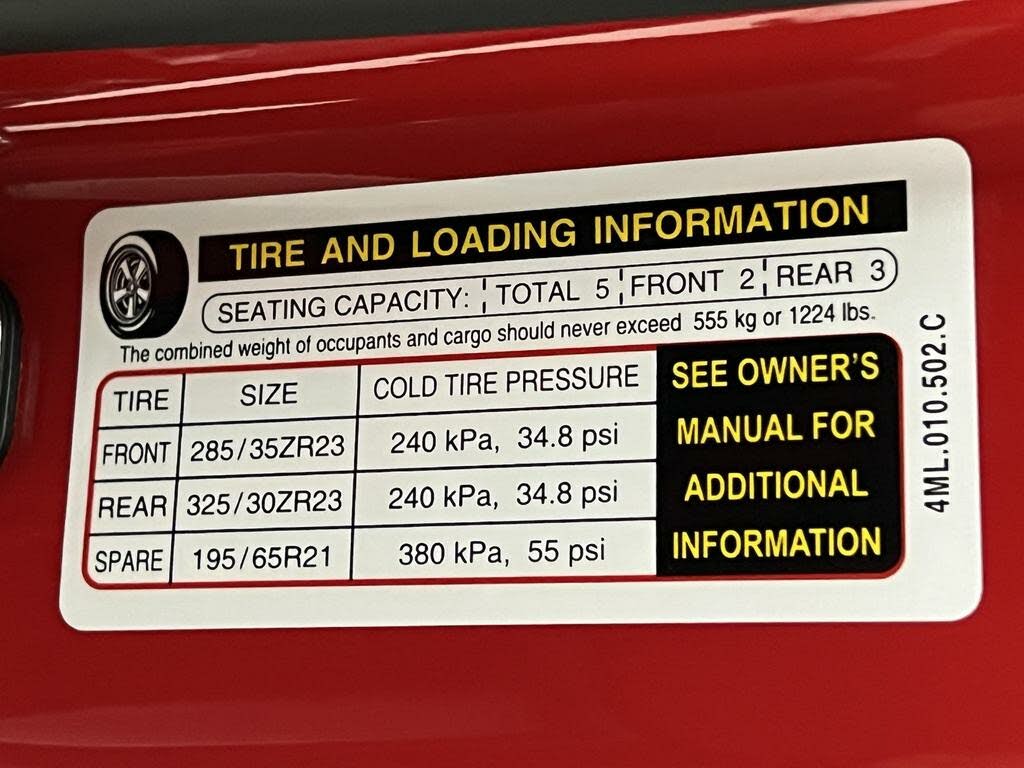 TIRE AND LOADING INFORMATION
SEATING CAPACITY: TOTAL 5 FRONT 2 REAR 3
The combined weight of occupants and cargo should never exceed 555 kg or 1224 lbs.
TIRE SIZE COLD TIRE PRESSURE
FRONT 285/35ZR23 240 kPa, 34.8 psi
REAR 325/30ZR23 240 kPa, 34.8 psi
SPARE 195/65R21 380 kPa, 55 psi
SEE OWNER'S
MANUAL FOR
ADDITIONAL
INFORMATION
4ML.010.502.C